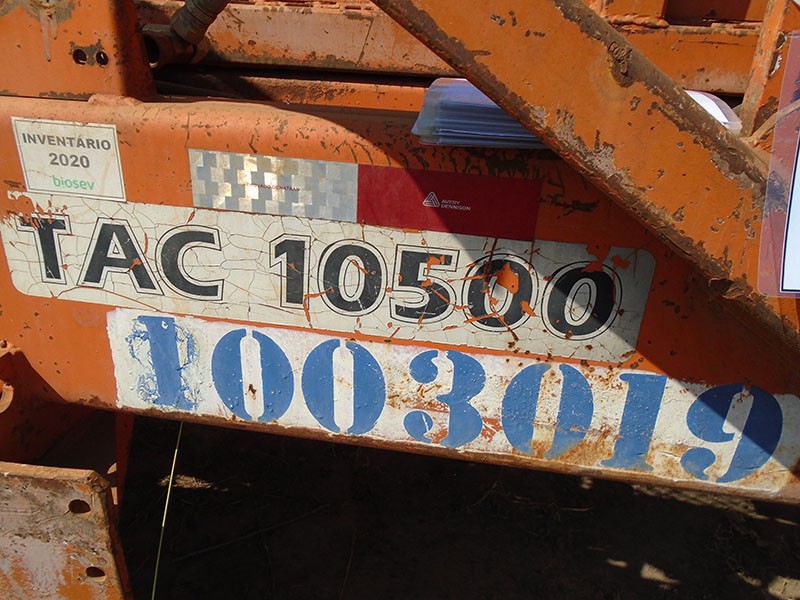 INVENTÁRIO
2020
biosev
AVERY
DENNISON
TAC 10500
1003019